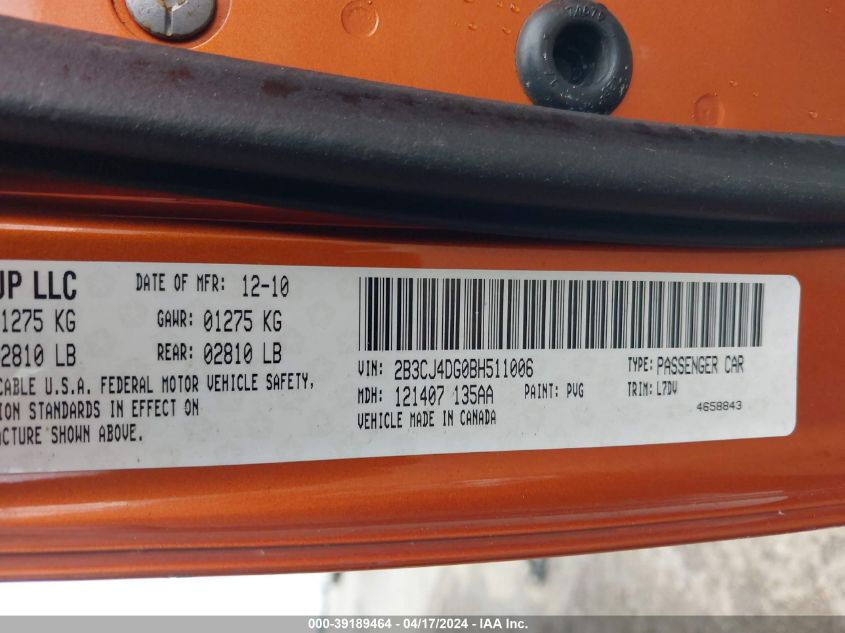 TA675
UP LLC DATE OF MFR: 12-10
1275 KG GAWR: 01275 KG
2810 LB REAR: 02810 LB
CABLE U.S.A. FEDERAL MOTOR VEHICLE SAFETY,
ION STANDARDS IN EFFECT ON
ACTURE SHOWN ABOVE.
VIN: 2B3CJ4DG0BH511006 TYPE: PASSENGER CAR
MDH: 121407 135AA PAINT: PVG TRIM: L7DV
VEHICLE MADE IN CANADA 4658843
000-39189464 - 04/17/2024 - IAA Inc.